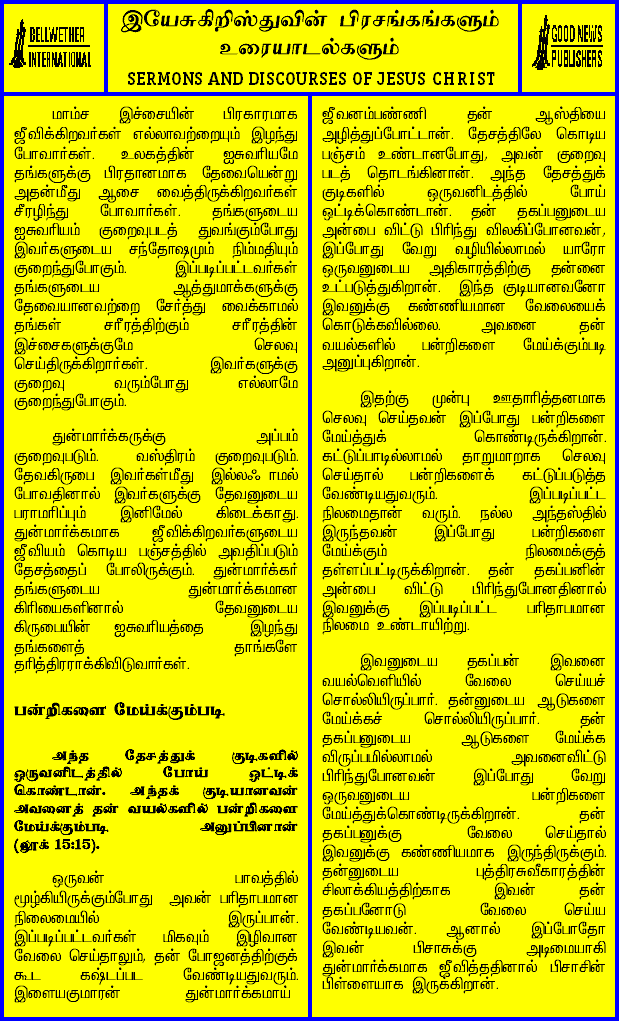 BELLWETHER
INTERNATIONAL
இயேசுகிறிஸ்துவின் பிரசங்கங்களும்
உரையாடல்களும்
SERMONS AND DISCOURSES OF JESUS CHRIST
GOOD NEWS
PUBLISHERS
மாம்ச இச்சையின் பிரகாரமாக
ஜீவிக்கிறவர்கள் எல்லாவற்றையும் இழந்து
போவார்கள். உலகத்தின் ஐசுவரியமே
தங்களுக்கு பிரதானமாக தேவையென்று
அதன்மீது ஆசை வைத்திருக்கிறவர்கள்
சீரழிந்து போவார்கள். தங்களுடைய
ஐசுவரியம் குறைவுபடத் துவங்கும்போது
இவர்களுடைய சந்தோஷமும் நிம்மதியும்
குறைந்துபோகும். இப்படிப்பட்டவர்கள்
தங்களுடைய ஆத்துமாக்களுக்கு
தேவையானவற்றை சேர்த்து வைக்காமல்
தங்கள் சரீரத்திற்கும் சரீரத்தின்
இச்சைகளுக்குமே செலவு
செய்திருக்கிறார்கள். இவர்களுக்கு
குறைவு வரும்போது எல்லாமே
குறைந்துபோகும்.
துன்மார்க்கருக்கு அப்பம்
குறைவுபடும். வஸ்திரம் குறைவுபடும்.
தேவகிருபை இவர்கள்மீது இல்லஃாமல்
போவதினால் இவர்களுக்கு தேவனுடைய
பராமரிப்பும் இனிமேல் கிடைக்காது.
துன்மார்க்கமாக ஜீவிக்கிறவர்களுடைய
ஜீவியம் கொடிய பஞ்சத்தில் அவதிப்படும்
தேசத்தைப் போலிருக்கும். துன்மார்க்கர்
தங்களுடைய துன்மார்க்கமான
கிரியைகளினால் தேவனுடைய
கிருபையின் ஐசுவரியத்தை இழந்து
தங்களைத் தாங்களே
தரித்திரராக்கிவிடுவார்கள்.
பன்றிகளை மேய்க்கும்படி
அந்த தேசத்துக் குடிகளில்
ஒருவனிடத்தில் போய் ஒட்டிக்
கொண்டான். அந்தக் குடியானவன்
அவனைத் தன் வயல்களில் பன்றிகளை
மேய்க்கும்படி அனுப்பினான்
(லூக் 15:15).
ஒருவன் பாவத்தில்
மூழ்கியிருக்கும்போது அவன் பரிதாபமான
நிலைமையில் இருப்பான்.
இப்படிப்பட்டவர்கள் மிகவும் இழிவான
வேலை செய்தாலும், தன் போஜனத்திற்குக்
கூட கஷ்டப்பட வேண்டியதுவரும்.
இளையகுமாரன் துன்மார்க்கமாய்
ஜீவனம்பண்ணி தன் ஆஸ்தியை
அழித்துப்போட்டான். தேசத்திலே கொடிய
பஞ்சம் உண்டானபோது, அவன் குறைவு
படத் தொடங்கினான். அந்த தேசத்துக்
குடிகளில் ஒருவனிடத்தில் போய்
ஒட்டிக்கொண்டான். தன் தகப்பனுடைய
அன்பை விட்டு பிரிந்து விலகிப்போனவன்,
இப்போது வேறு வழியில்லாமல் யாரோ
ஒருவனுடைய அதிகாரத்திற்கு தன்னை
உட்படுத்துகிறான். இந்த குடியானவனோ
இவனுக்கு கண்ணியமான வேலையைக்
கொடுக்கவில்லை. அவனை தன்
வயல்களில் பன்றிகளை மேய்க்கும்படி
அனுப்புகிறான்.
இதற்கு முன்பு ஊதாரித்தனமாக
செலவு செய்தவன் இப்போது பன்றிகளை
மேய்த்துக் கொண்டிருக்கிறான்.
கட்டுப்பாடில்லாமல் தாறுமாறாக செலவு
செய்தால் பன்றிகளைக் கட்டுப்படுத்த
வேண்டியதுவரும். இப்படிப்பட்ட
நிலமைதான் வரும். நல்ல அந்தஸ்தில்
இருந்தவன் இப்போது பன்றிகளை
மேய்க்கும் நிலமைக்குத்
தள்ளப்பட்டிருக்கிறான். தன் தகப்பனின்
அன்பை விட்டு பிரிந்துபோனதினால்
இவனுக்கு இப்படிப்பட்ட பரிதாபமான
நிலமை உண்டாயிற்று.
இவனுடைய தகப்பன் இவனை
வயல்வெளியில் வேலை செய்யச்
சொல்லியிருப்பார். தன்னுடைய ஆடுகளை
மேய்க்கச் சொல்லியிருப்பார். தன்
தகப்பனுடைய ஆடுகளை மேய்க்க
விருப்பமில்லாமல் அவனைவிட்டு
பிரிந்துபோனவன் இப்போது வேறு
ஒருவனுடைய பன்றிகளை
மேய்த்துக்கொண்டிருக்கிறான். தன்
தகப்பனுக்கு வேலை செய்தால்
இவனுக்கு கண்ணியமாக இருந்திருக்கும்.
தன்னுடைய புத்திரசுவீகாரத்தின்
சிலாக்கியத்திற்காக இவன் தன்
தகப்பனோடு வேலை செய்ய
வேண்டியவன். ஆனால் இப்போதோ
இவன் பிசாசுக்கு அடிமையாகி
துன்மார்க்கமாக ஜீவித்ததினால் பிசாசின்
பிள்ளையாக இருக்கிறான்.